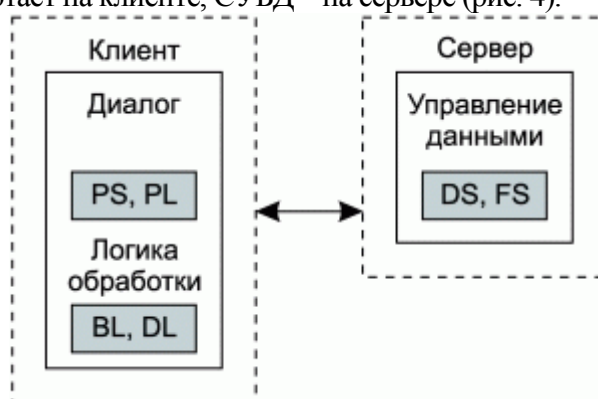 на клиенте, СУБД – на сервере (рис. 4).
Клиент
Диалог
PS, PL
Логика
обработки
BL, DL
Сервер
Управление
данными
DS, FS